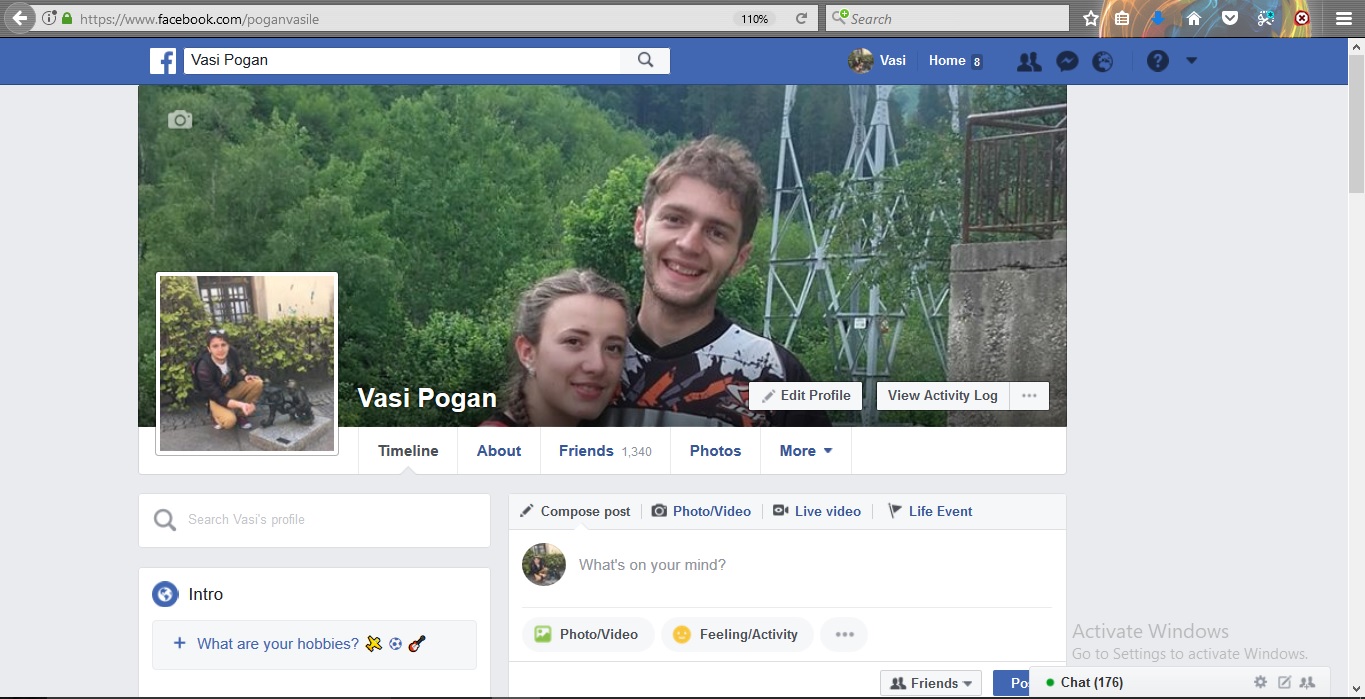 https://www.facebook.com/poganvasile
110%
Search
Vasi Pogan
Vasi
Home 8
Vasi Pogan
Edit Profile
View Activity Log
Timeline
About
Friends 1,340
Photos
More
Search Vasi's profile
Compose post
Photo/Video
Live video
Life Event
What's on your mind?
Intro
+ What are your hobbies?
Photo/Video
Feeling/Activity
Activate Windows
Go to Settings to activate Windows.
Friends
Po
Chat (176)